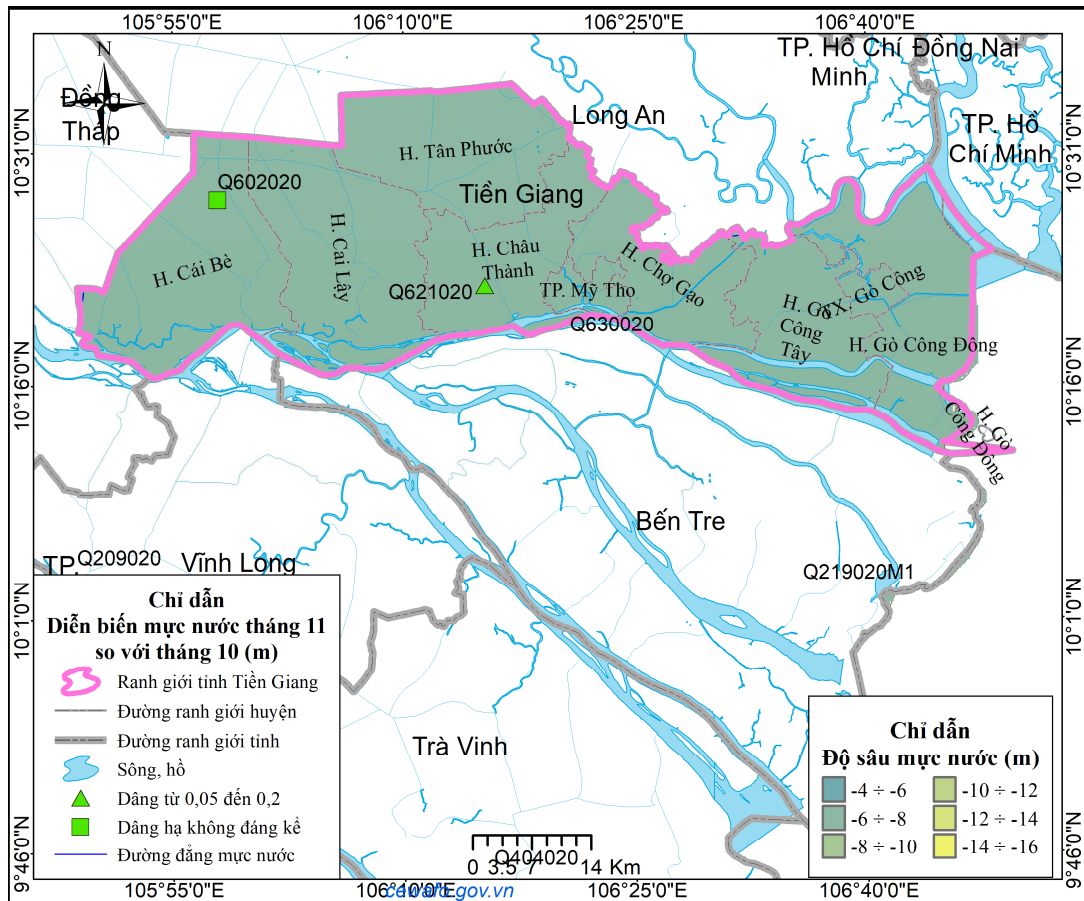 105°55'0"E 106°10'0"E 106°25'0"E 106°40'0"E
N
Đồng
Tháp
Long An
TP. Hồ Chí
Minh
Đồng Nai
TP. Hồ
Chí Minh
10°31'0"N
10°31'0"N
Q602020
H. Tân Phước
Tiền Giang
H. Cái Bè
H. Cai Lậy
H. Châu
Thành
Q621020
TP. Mỹ Tho
H. Chợ Gạo
Q630020
H. Gò
Công
Tây
TX. Gò Công
H. Gò Công Đông
H. Gò
Công Đông
10°16'0"N
10°16'0"N
Bến Tre
TP.
Q209020
Vĩnh Long
Q219020M1
10°1'0"N
10°1'0"N
Trà Vinh
Chỉ dẫn
Diễn biến mực nước tháng 11
so với tháng 10 (m)
Ranh giới tỉnh Tiền Giang
Đường ranh giới huyện
Đường ranh giới tỉnh
Sông, hồ
Dâng từ 0,05 đến 0,2
Dâng hạ không đáng kể
Đường đẳng mực nước
Chỉ dẫn
Độ sâu mực nước (m)
-4 ÷ -6
-6 ÷ -8
-8 ÷ -10
-10 ÷ -12
-12 ÷ -14
-14 ÷ -16
Q404020
0 3.5 7 14 Km
9°46'0"N
9°46'0"N
105°55'0"E 106°10'0"E 106°25'0"E 106°40'0"E
cewafo.gov.vn